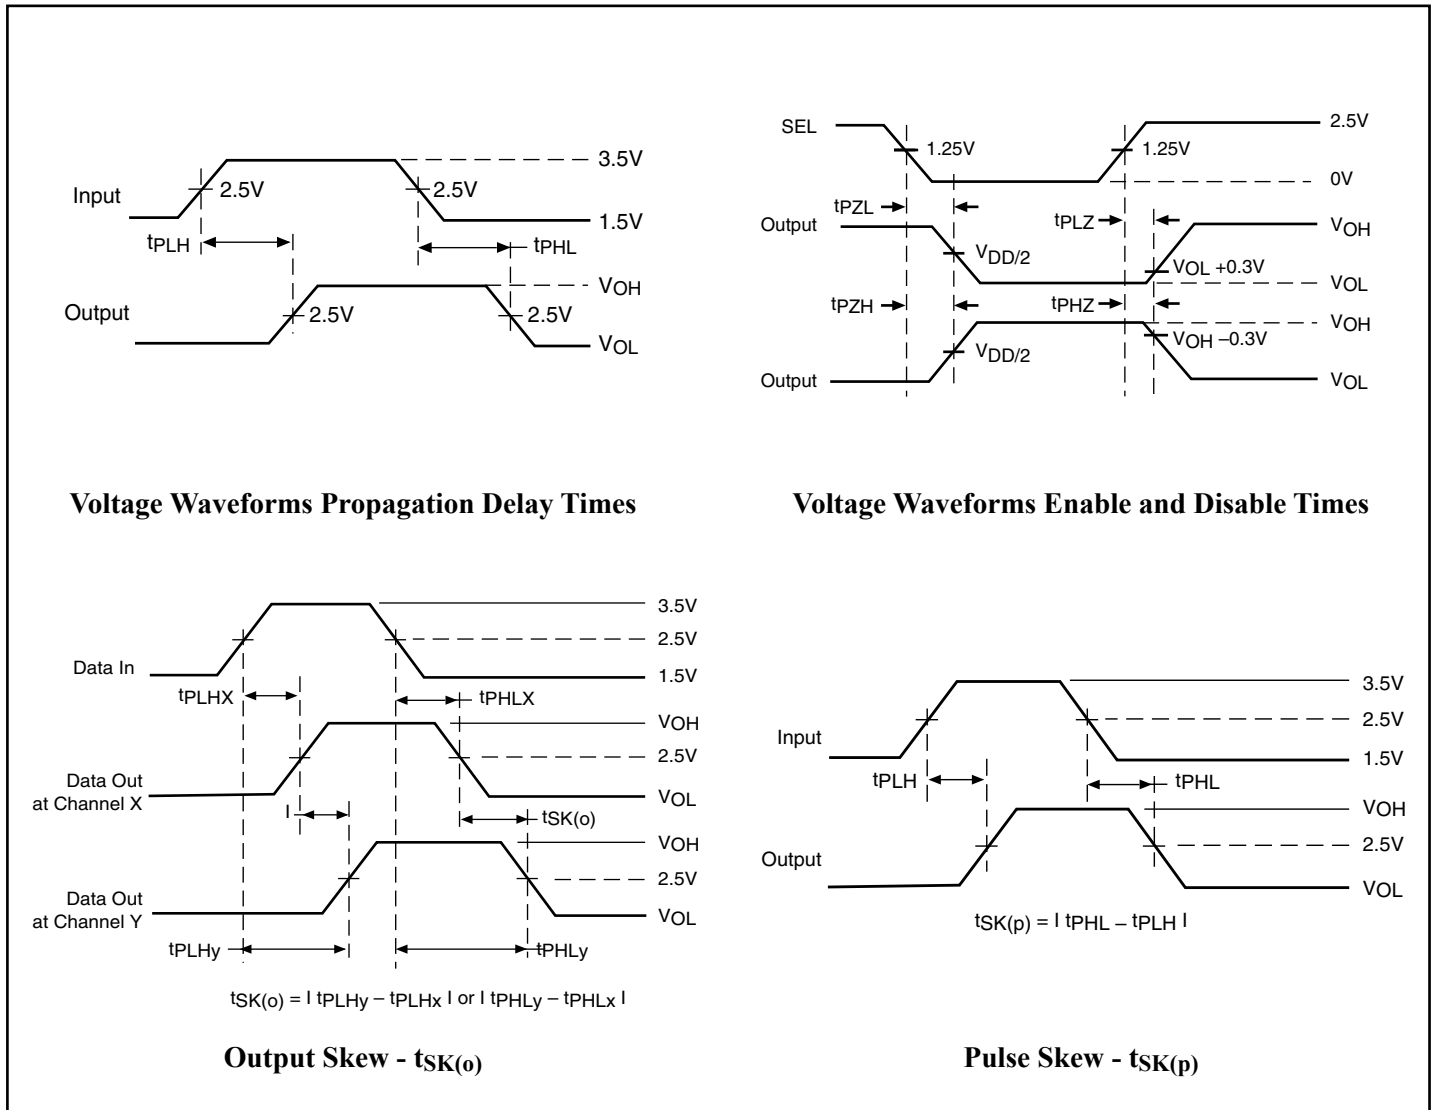 3.5V
Input
2.5V
2.5V
1.5V
tPLH
tPHL
VOH
Output
2.5V
2.5V
VOL
Voltage Waveforms Propagation Delay Times
SEL
2.5V
1.25V
1.25V
0V
tPZL
tPLZ
Output
VOH
VDD/2
VOL +0.3V
VOL
tPZH
tPHZ
VOH
VDD/2
VOH –0.3V
Output
VOL
Voltage Waveforms Enable and Disable Times
3.5V
2.5V
Data In
1.5V
tPLHX
tPHLX
VOH
2.5V
Data Out
at Channel X
VOL
I
tSK(o)
VOH
2.5V
Data Out
at Channel Y
VOL
tPLHy
tPHLy
tSK(o) = I tPLHy – tPLHx I or I tPHLy – tPHLx I
Output Skew - tSK(o)
3.5V
2.5V
Input
1.5V
tPLH
tPHL
VOH
2.5V
Output
VOL
tSK(p) = I tPHL – tPLH I
Pulse Skew - tSK(p)